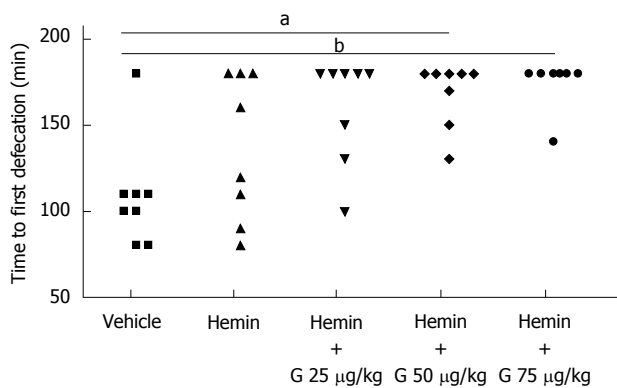 a
b
200
150
100
50
Time to first defecation (min)
Vehicle
Hemin
Hemin
+
G 25 μg/kg
Hemin
+
G 50 μg/kg
Hemin
+
G 75 μg/kg